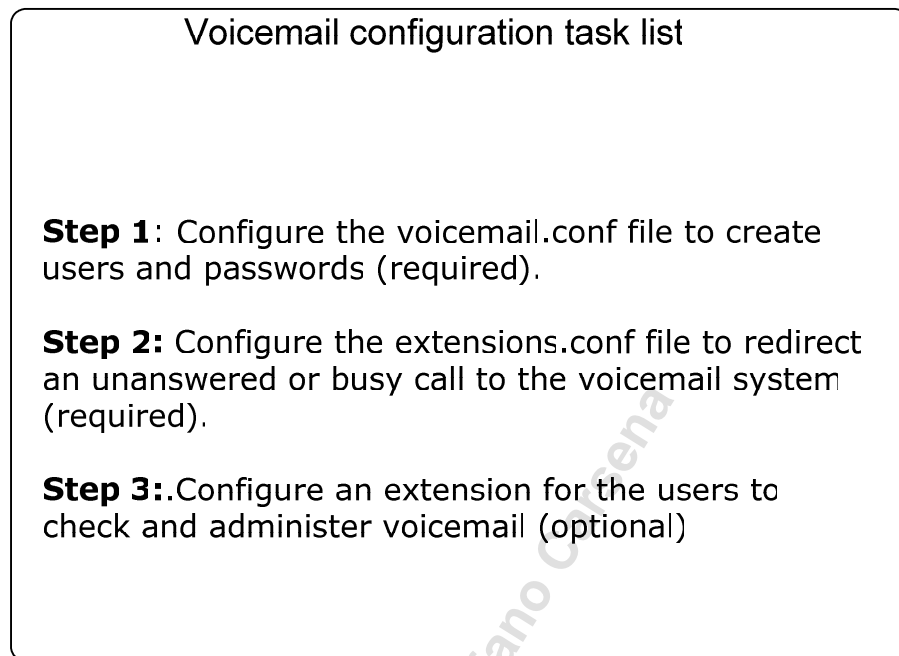 Voicemail configuration task list
Step 1: Configure the voicemail.conf file to create
users and passwords (required).
Step 2: Configure the extensions.conf file to redirect
an unanswered or busy call to the voicemail system
(required).
Step 3:.Configure an extension for the users to
check and administer voicemail (optional)
Carsena